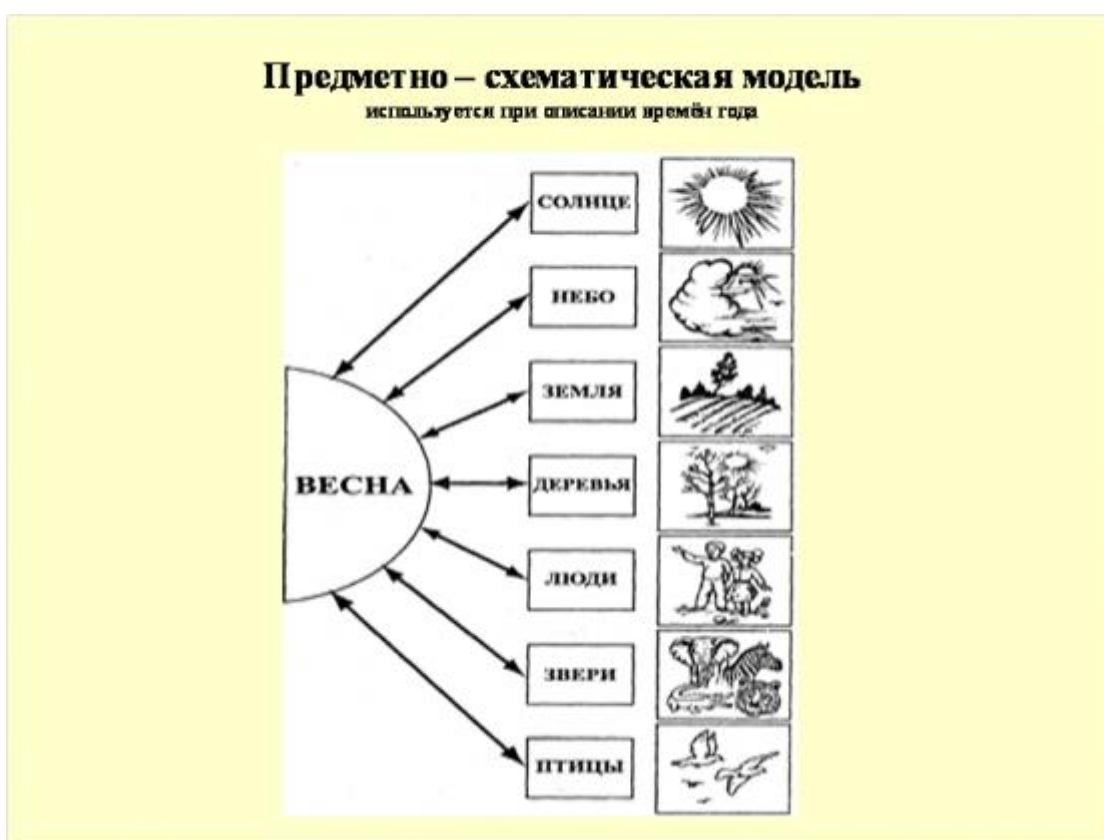 Предметно – схематическая модель
используется при описании времён года
СОЛНЦЕ
НЕБО
ЗЕМЛЯ
ВЕСНА
ДЕРЕВЬЯ
ЛЮДИ
ЗВЕРИ
ПТИЦЫ